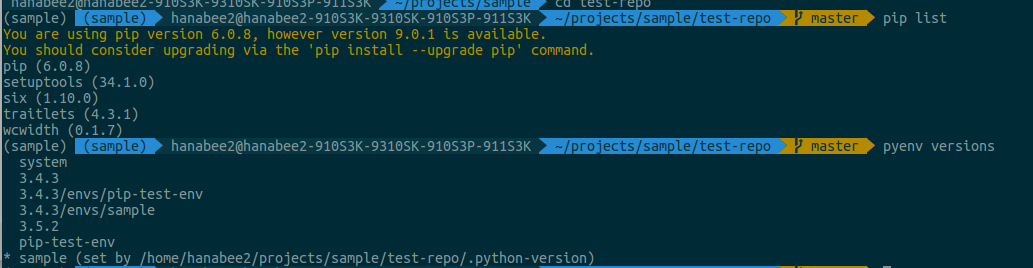 hanabee2@hanabee2-910S3K-9310SK-910S3P-911S3K ~/projects/sample cd test-repo
(sample) (sample) hanabee2@hanabee2-910S3K-9310SK-910S3P-911S3K ~/projects/sample/test-repo master pip list
You are using pip version 6.0.8, however version 9.0.1 is available.
You should consider upgrading via the 'pip install --upgrade pip' command.
pip (6.0.8)
setuptools (34.1.0)
six (1.10.0)
traitlets (4.3.1)
wcwidth (0.1.7)
(sample) (sample) hanabee2@hanabee2-910S3K-9310SK-910S3P-911S3K ~/projects/sample/test-repo master pyenv versions
system
3.4.3
3.4.3/envs/pip-test-env
3.4.3/envs/sample
3.5.2
pip-test-env
* sample (set by /home/hanabee2/projects/sample/test-repo/.python-version)